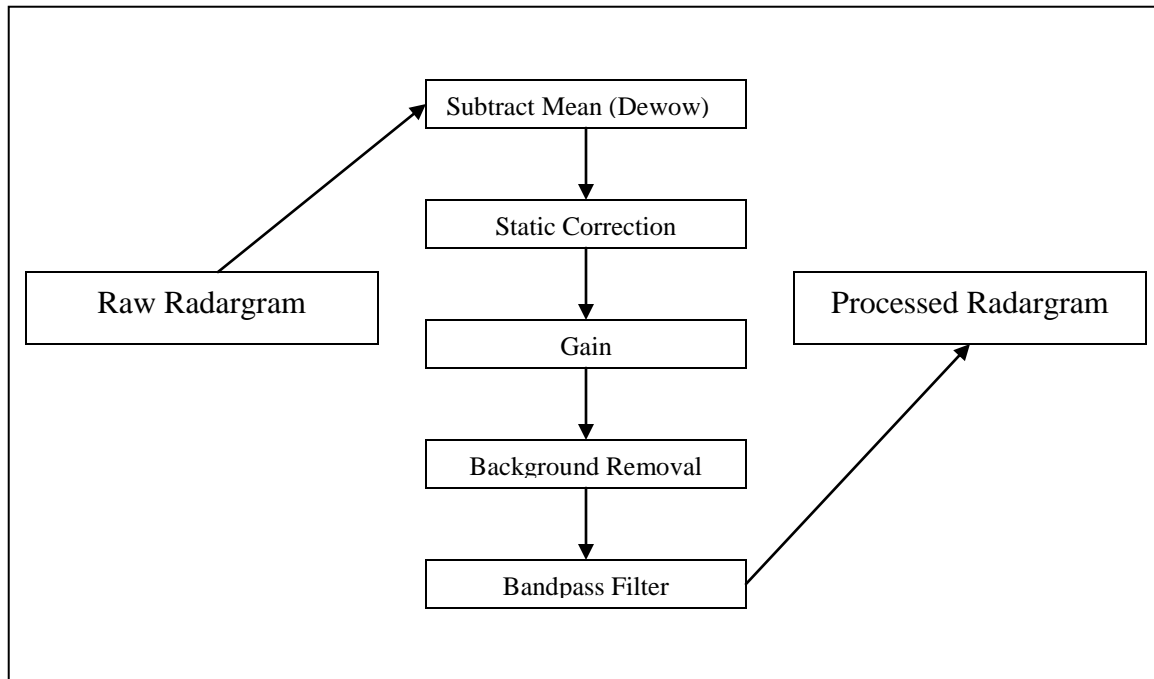 Subtract Mean (Dewow)
Static Correction
Raw Radargram
Processed Radargram
Gain
Background Removal
Bandpass Filter